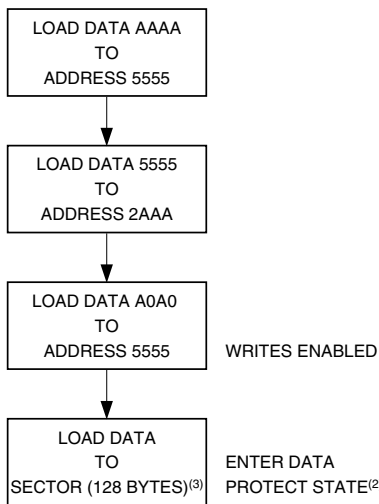 LOAD DATA AAAA
TO
ADDRESS 5555
LOAD DATA 5555
TO
ADDRESS 2AAA
LOAD DATA A0A0
TO
ADDRESS 5555
WRITES ENABLED
LOAD DATA
TO
SECTOR (128 BYTES)(3)
ENTER DATA
PROTECT STATE(2